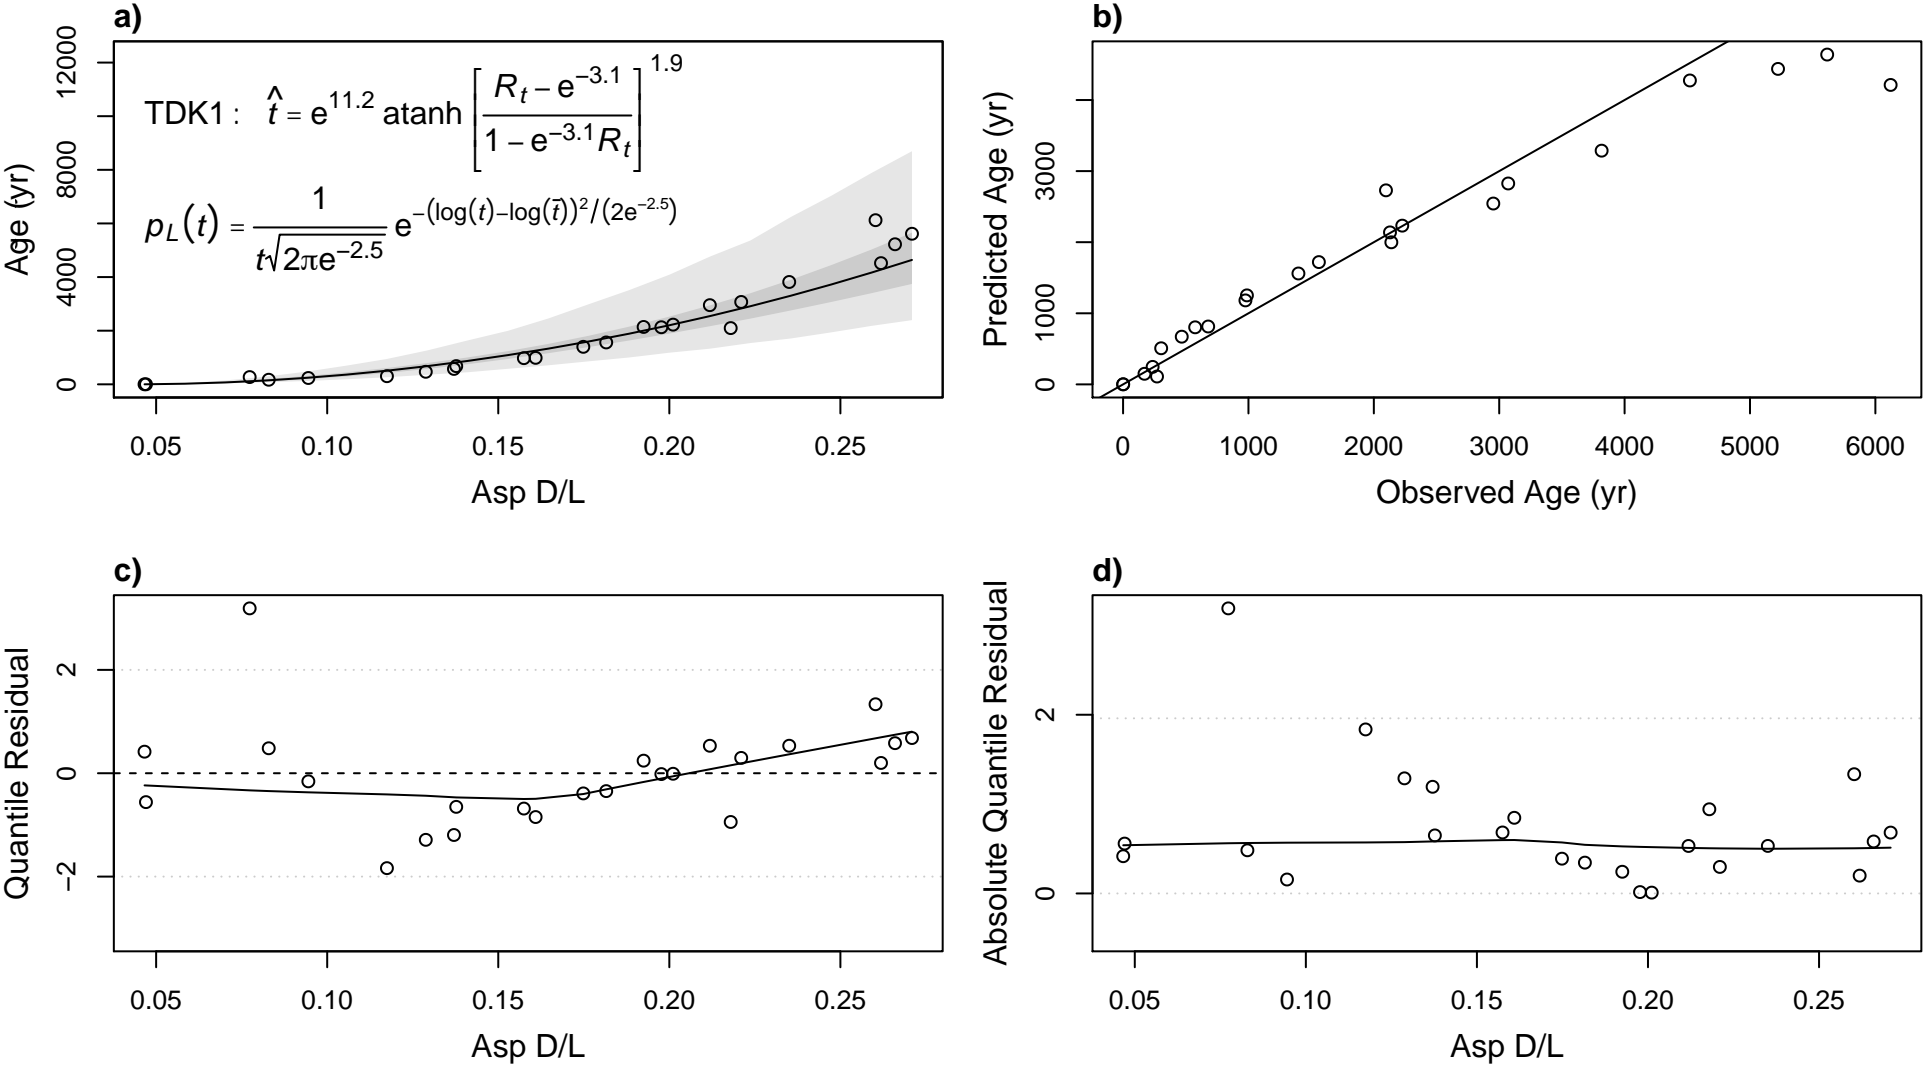 a)
TDK1 : t̂ = e^11.2 atanh [ (R_t − e^−3.1) / (1 − e^−3.1 R_t) ]^1.9
p_L(t) = 1 / (t√(2πe^−2.5)) e^−(log(t)−log(t̄))²/(2e^−2.5)
Age (yr)
0 4000 8000 12000
0.05 0.10 0.15 0.20 0.25
Asp D/L
b)
Predicted Age (yr)
0 1000 3000
0 1000 2000 3000 4000 5000 6000
Observed Age (yr)
c)
Quantile Residual
−2 0 2
0.05 0.10 0.15 0.20 0.25
Asp D/L
d)
Absolute Quantile Residual
0 2
0.05 0.10 0.15 0.20 0.25
Asp D/L